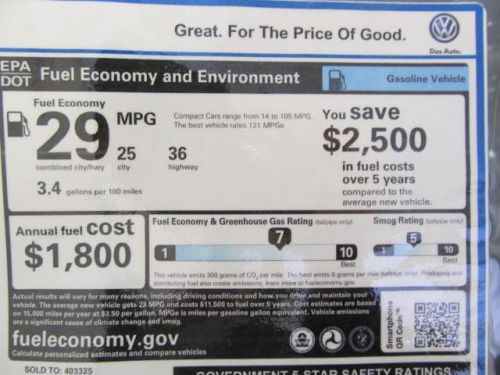 Great. For The Price Of Good.
Das Auto.
EPA
DOT
Fuel Economy and Environment
Gasoline Vehicle
Fuel Economy
29 MPG
combined city/hwy
25
city
36
highway
3.4 gallons per 100 miles
Compact Cars range from 14 to 105 MPG.
The best vehicle rates 121 MPGe.
You save
$2,500
in fuel costs
over 5 years
compared to the
average new vehicle.
Annual fuel cost
$1,800
Fuel Economy & Greenhouse Gas Rating (tailpipe only)
1
7
10
Best
Smog Rating (tailpipe only)
1
5
10
Best
This vehicle emits 308 grams of CO2 per mile. The best emits 0 grams per mile (tailpipe only). Producing and
distributing fuel also create emissions; learn more at fueleconomy.gov
Actual results will vary for many reasons, including driving conditions and how you drive and maintain your
vehicle. The average new vehicle gets 23 MPG and costs $11,500 to fuel over 5 years. Cost estimates are based
on 15,000 miles per year at $3.50 per gallon. MPGe is miles per gasoline gallon equivalent. Vehicle emissions
are a significant cause of climate change and smog.
fueleconomy.gov
Calculate personalized estimates and compare vehicles
Smartphone
QR Code™
SOLD TO: 403325
GOVERNMENT 5-STAR SAFETY RATINGS